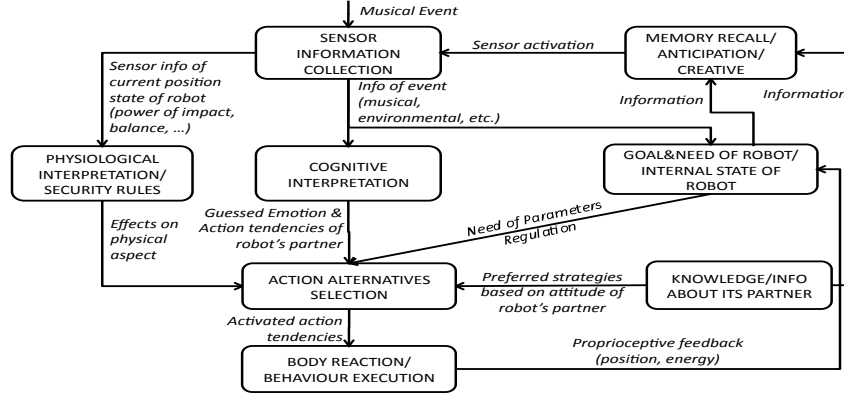 Musical Event
SENSOR
INFORMATION
COLLECTION
Sensor activation
MEMORY RECALL/
ANTICIPATION/
CREATIVE
Sensor info of
current position
state of robot
(power of impact,
balance, ...)
Info of event
(musical,
environmental, etc.)
Information
Information
PHYSIOLOGICAL
INTERPRETATION/
SECURITY RULES
COGNITIVE
INTERPRETATION
GOAL&NEED OF ROBOT/
INTERNAL STATE OF
ROBOT
Effects on
physical
aspect
Guessed Emotion &
Action tendencies of
robot's partner
Need of Parameters
Regulation
ACTION ALTERNATIVES
SELECTION
Preferred strategies
based on attitude of
robot's partner
KNOWLEDGE/INFO
ABOUT ITS PARTNER
Activated action
tendencies
BODY REACTION/
BEHAVIOUR EXECUTION
Proprioceptive feedback
(position, energy)